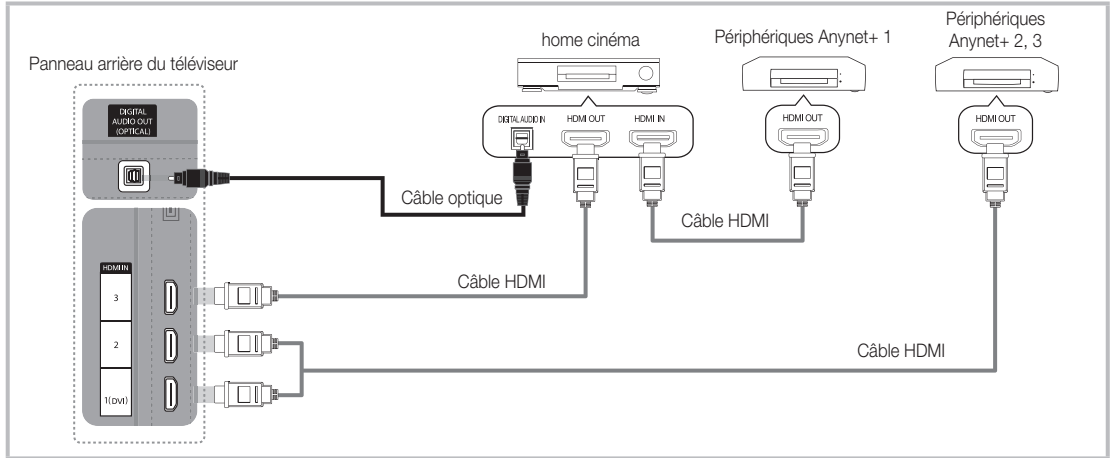 Panneau arrière du téléviseur
home cinéma
Périphériques Anynet+ 1
Périphériques
Anynet+ 2, 3
DIGITAL
AUDIO OUT
(OPTICAL)
DIGITAL AUDIO IN
HDMI OUT
HDMI IN
HDMI OUT
HDMI OUT
Câble optique
Câble HDMI
HDMI IN
3
Câble HDMI
2
Câble HDMI
1(DVI)